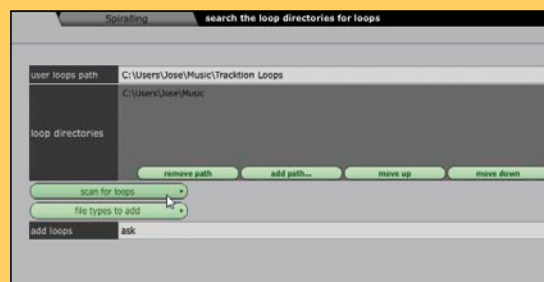 Spiralling
search the loop directories for loops
user loops path
C:\Users\Jose\Music\Tracktion Loops
C:\Users\Jose\Music
loop directories
remove path
add path...
move up
move down
scan for loops
file types to add
add loops
ask